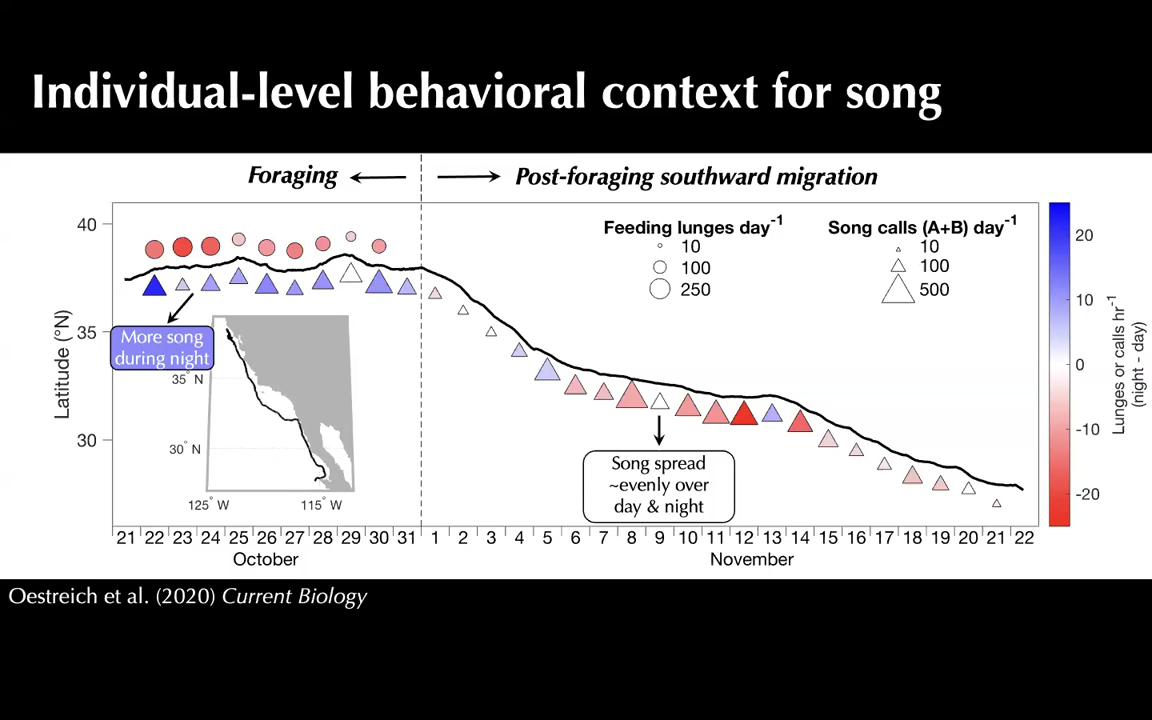 Individual-level behavioral context for song
Foraging
Post-foraging southward migration
Feeding lunges day-1
10
100
250
Song calls (A+B) day-1
10
100
500
40
35
30
Latitude (°N)
More song
during night
35° N
30° N
125° W
115° W
Song spread
~evenly over
day & night
20
10
0
-10
-20
Lunges or calls hr-1
(night - day)
21 22 23 24 25 26 27 28 29 30 31 1 2 3 4 5 6 7 8 9 10 11 12 13 14 15 16 17 18 19 20 21 22
October
November
Oestreich et al. (2020) Current Biology